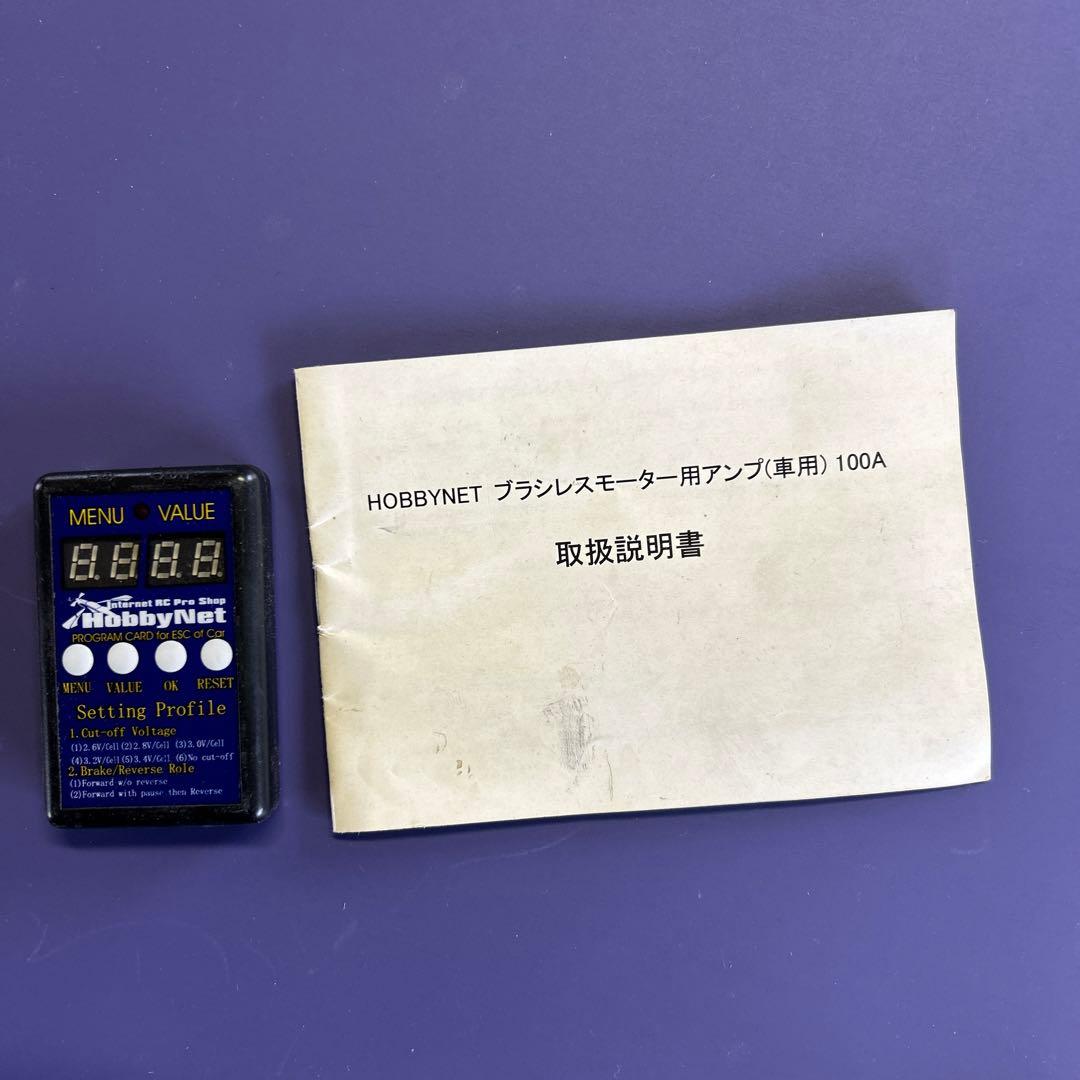 MENU VALUE
Internet RC Pro Shop
HobbyNet
PROGRAM CARD for ESC of Car
MENU VALUE OK RESET
Setting Profile
1.Cut-off Voltage
(1)2.6V/Cell(2)2.8V/Cell (3)3.0V/Cell
(4)3.2V/Cell(5)3.4V/Cell (6)No cut-off
2.Brake/Reverse Role
(1)Forward w/o reverse
(2)Forward with pause then Reverse
HOBBYNET ブラシレスモーター用アンプ(車用) 100A
取扱説明書